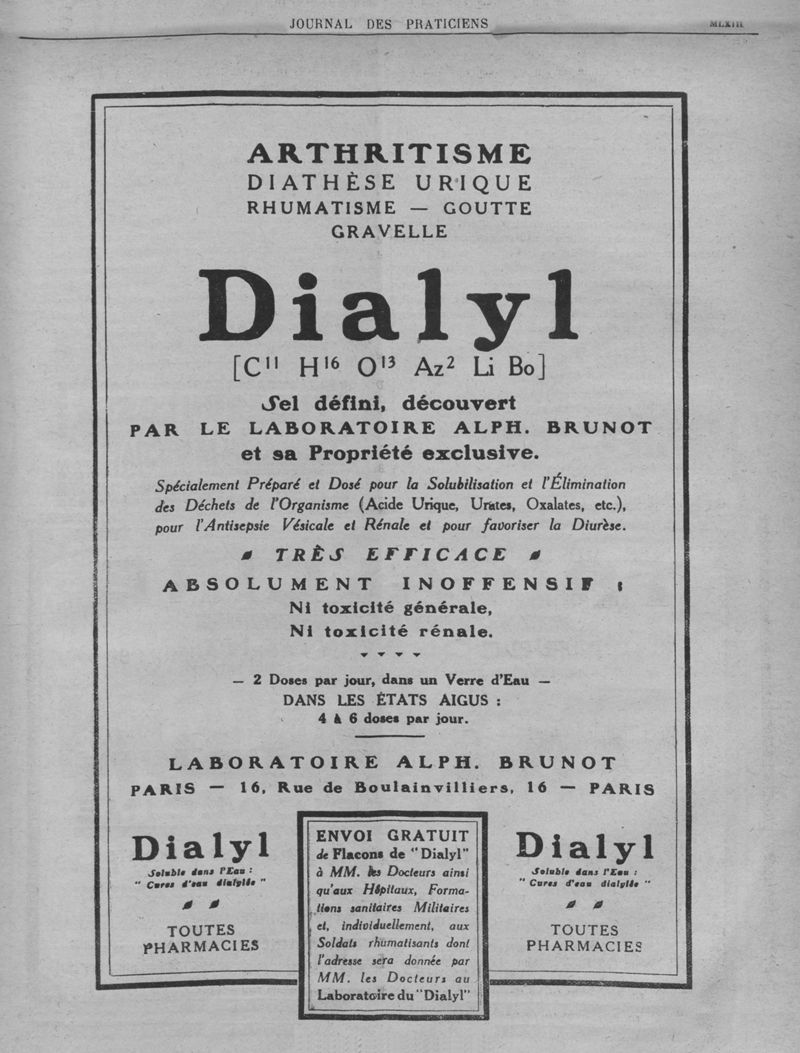 JOURNAL DES PRATICIENS
MLXIII
ARTHRITISME
DIATHÈSE URIQUE
RHUMATISME — GOUTTE
GRAVELLE
Dialyl
[C¹¹ H¹⁶ O¹³ Az² Li Bo]
Sel défini, découvert
PAR LE LABORATOIRE ALPH. BRUNOT
et sa Propriété exclusive.
Spécialement Préparé et Dosé pour la Solubilisation et l'Élimination
des Déchets de l'Organisme (Acide Urique, Urates, Oxalates, etc.),
pour l'Antisepsie Vésicale et Rénale et pour favoriser la Diurèse.
TRÈS EFFICACE
ABSOLUMENT INOFFENSIF :
Ni toxicité générale,
Ni toxicité rénale.
— 2 Doses par jour, dans un Verre d'Eau —
DANS LES ÉTATS AIGUS :
4 à 6 doses par jour.
LABORATOIRE ALPH. BRUNOT
PARIS — 16, Rue de Boulainvilliers, 16 — PARIS
Dialyl
Soluble dans l'Eau :
" Cures d'eau dialylée "
TOUTES
PHARMACIES
ENVOI GRATUIT
de Flacons de "Dialyl"
à MM. les Docteurs ainsi
qu'aux Hôpitaux, Forma-
tions sanitaires Militaires
et, individuellement, aux
Soldats rhumatisants dont
l'adresse sera donnée par
MM. les Docteurs au
Laboratoire du "Dialyl"
Dialyl
Soluble dans l'Eau :
" Cures d'eau dialylée "
TOUTES
PHARMACIES